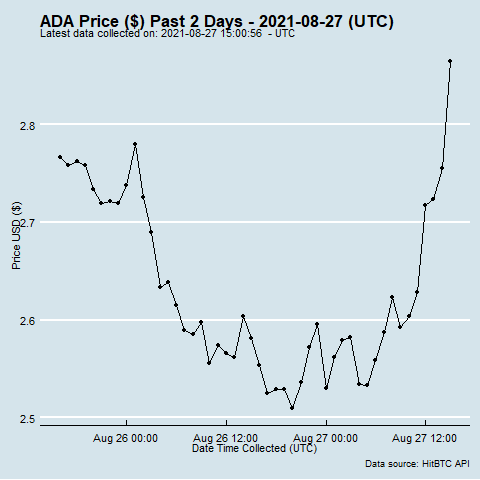 ADA Price ($) Past 2 Days - 2021-08-27 (UTC)
Latest data collected on: 2021-08-27 15:00:56 - UTC
2.8
2.7
2.6
2.5
Price USD ($)
Aug 26 00:00 Aug 26 12:00 Aug 27 00:00 Aug 27 12:00
Date Time Collected (UTC)
Data source: HitBTC API